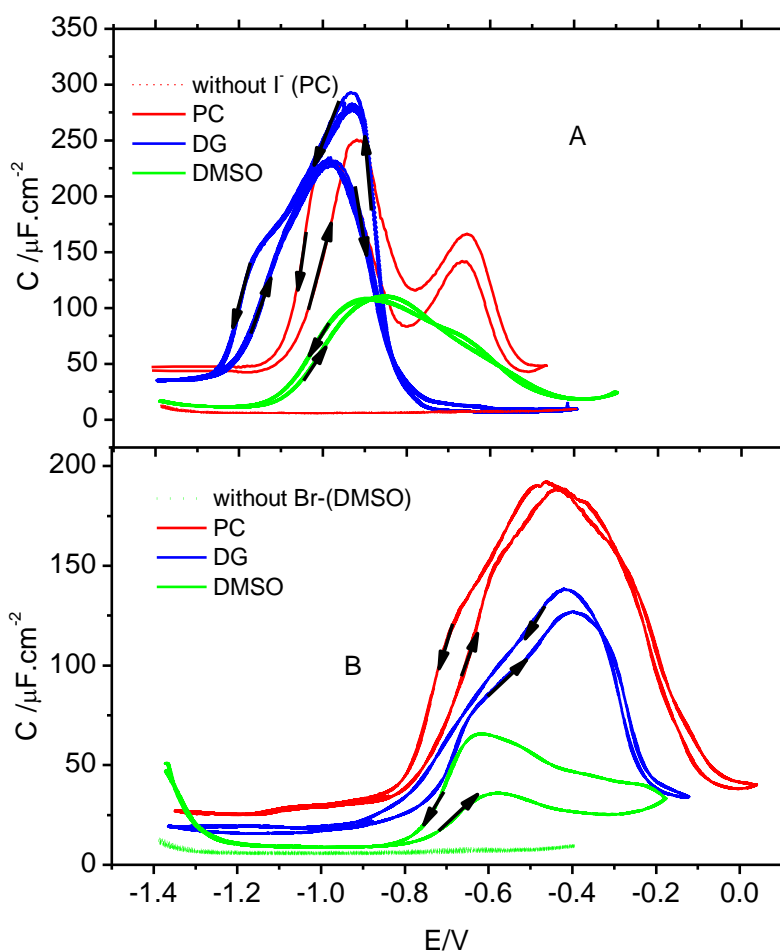 350
300
250
200
150
100
50
0
C /μF.cm⁻²
without I⁻ (PC)
PC
DG
DMSO
A
200
150
100
50
0
C /μF.cm⁻²
without Br-(DMSO)
PC
DG
DMSO
B
-1.4 -1.2 -1.0 -0.8 -0.6 -0.4 -0.2 0.0
E/V